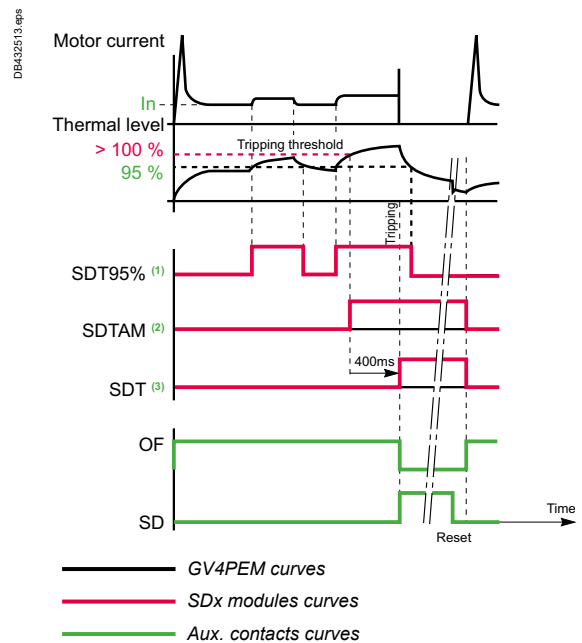 DB432513.eps
Motor current
In
Thermal level
Tripping threshold
> 100 %
95 %
Tripping
SDT95% (1)
SDTAM (2)
400ms
SDT (3)
OF
SD
Time
Reset
GV4PEM curves
SDx modules curves
Aux. contacts curves